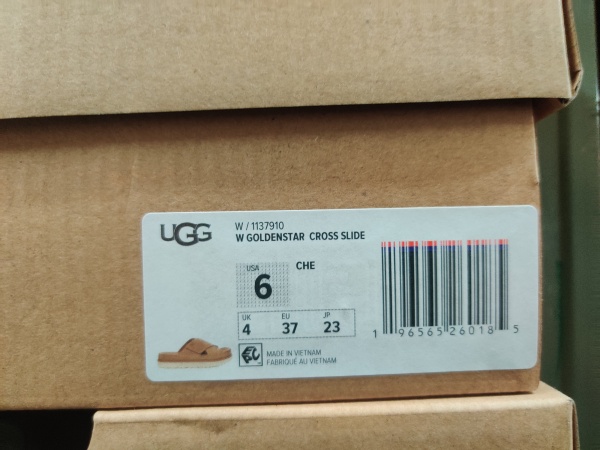 UGG
W / 1137910
W GOLDENSTAR CROSS SLIDE
USA
6
CHE
UK EU JP
4 37 23
MADE IN VIETNAM
FABRIQUÉ AU VIETNAM
1 96565 26018 5